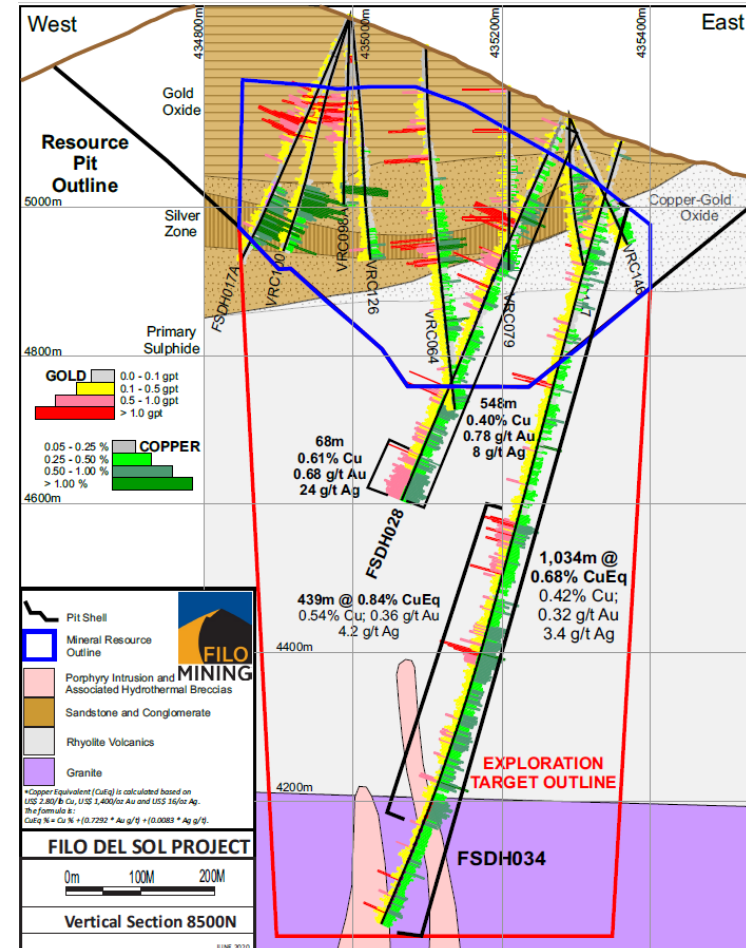 West
East
434800
435000
435200
435400
Gold
Oxide
Resource
Pit
Outline
5000m
Silver
Zone
Copper-Gold
Oxide
FSDH017A
VRC100
VRC098A
VRC126
VRC064
VRC079
VRC146
Primary
Sulphide
4800m
GOLD
0.0 - 0.1 gpt
0.1 - 0.5 gpt
0.5 - 1.0 gpt
> 1.0 gpt
COPPER
0.05 - 0.25 %
0.25 - 0.50 %
0.50 - 1.00 %
> 1.00 %
68m
0.61% Cu
0.68 g/t Au
24 g/t Ag
548m
0.40% Cu
0.78 g/t Au
8 g/t Ag
4600m
FSDH028
439m @ 0.84% CuEq
0.54% Cu; 0.36 g/t Au
4.2 g/t Ag
1,034m @
0.68% CuEq
0.42% Cu;
0.32 g/t Au
3.4 g/t Ag
4400m
EXPLORATION
TARGET OUTLINE
4200m
FSDH034
Pit Shell
Mineral Resource
Outline
FILO
MINING
Porphyry Intrusion and
Associated Hydrothermal Breccias
Sandstone and Conglomerate
Rhyolite Volcanics
Granite
*Copper Equivalent (CuEq) is calculated based on
US$ 2.80/lb Cu, US$ 1,400/oz Au and US$ 16/oz Ag.
The formula is:
CuEq % = Cu % + (0.7292 * Au g/t) + (0.0083 * Ag g/t).
FILO DEL SOL PROJECT
0m 100M 200M
Vertical Section 8500N
JUNE 2020